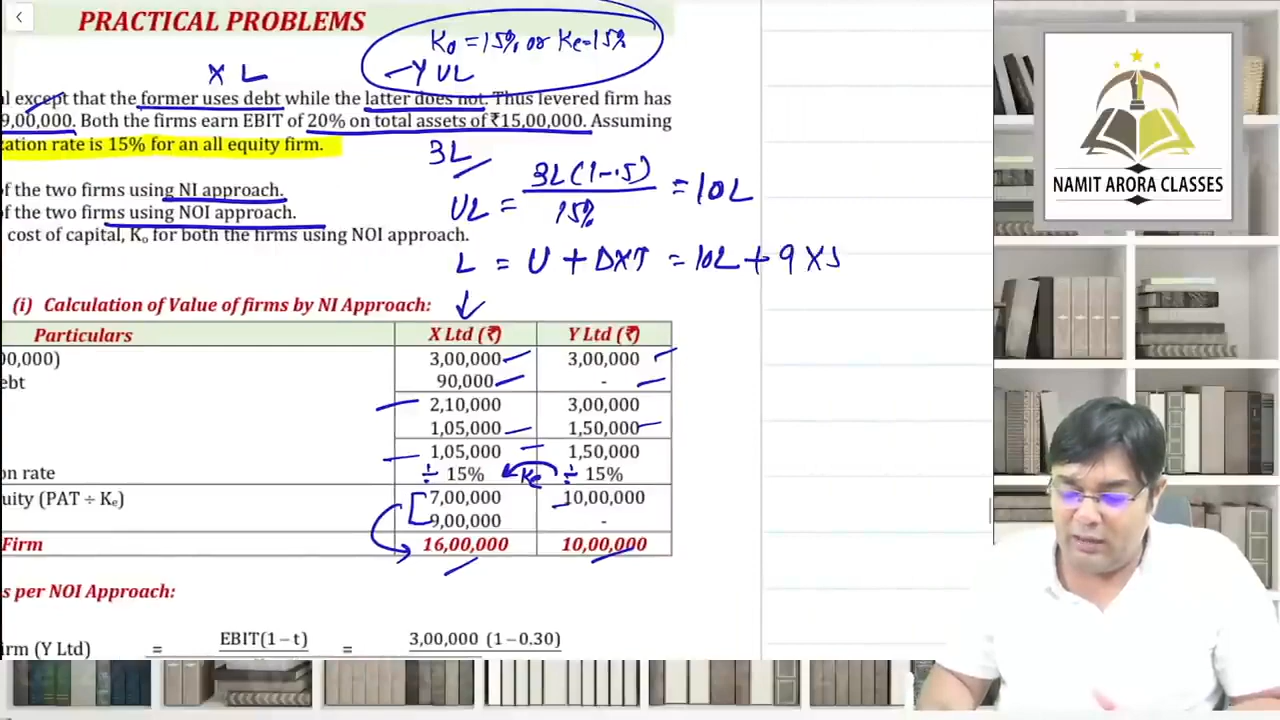 PRACTICAL PROBLEMS
K₀ = 15% or Ke = 15%
X L
Y UL
l except that the former uses debt while the latter does not. Thus levered firm has
9,00,000. Both the firms earn EBIT of 20% on total assets of ₹15,00,000. Assuming
zation rate is 15% for an all equity firm.
3L
of the two firms using NI approach.
of the two firms using NOI approach.
cost of capital, Kₒ for both the firms using NOI approach.
UL = 3L(1-.5) / 15% = 10L
L = U + DXT = 10L + 9 X 5
(i) Calculation of Value of firms by NI Approach:
Particulars X Ltd (₹) Y Ltd (₹)
00,000) 3,00,000 3,00,000
ebt 90,000 -
2,10,000 3,00,000
1,05,000 1,50,000
1,05,000 1,50,000
on rate ÷ 15% Ke ÷ 15%
uity (PAT ÷ Kₑ) 7,00,000 10,00,000
9,00,000 -
Firm 16,00,000 10,00,000
s per NOI Approach:
irm (Y Ltd) = EBIT(1−t) = 3,00,000 (1−0.30)
NAMIT ARORA CLASSES